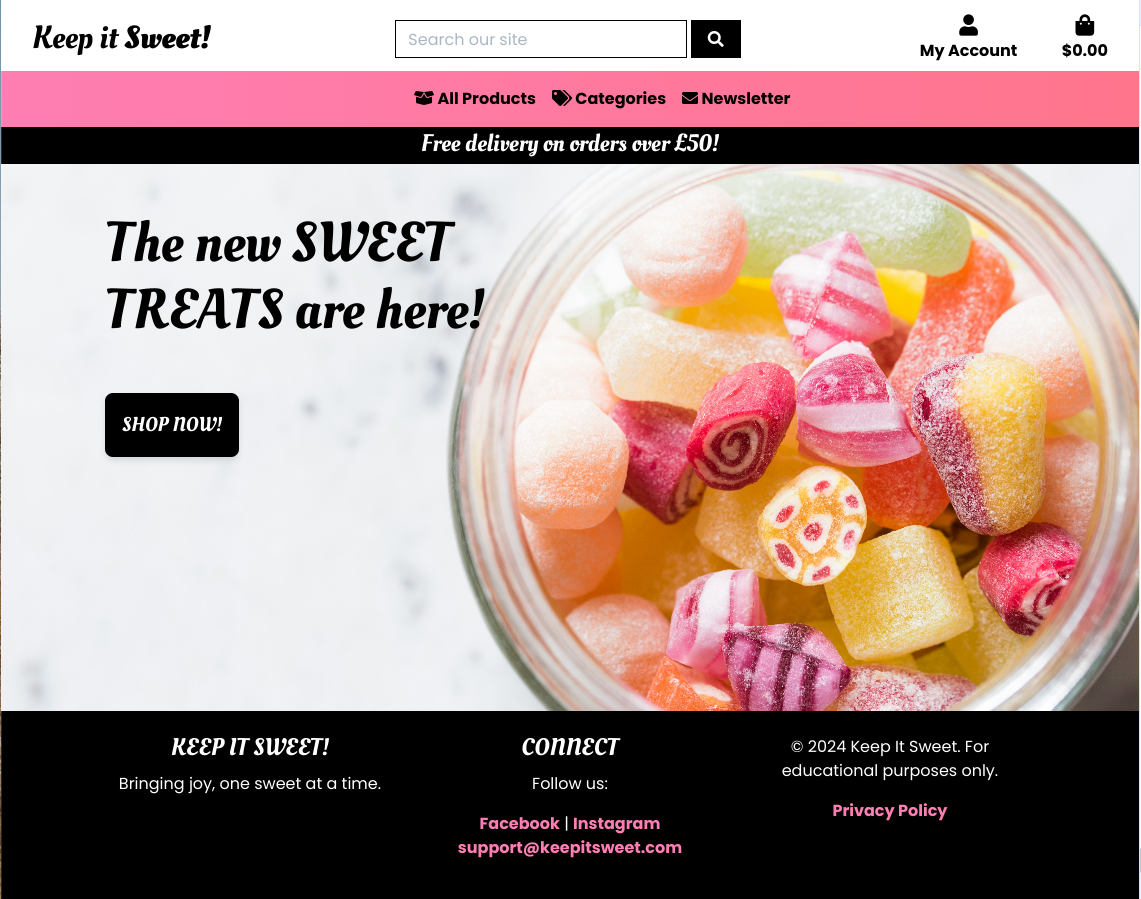 Keep it Sweet!
Search our site
My Account
$0.00
All Products
Categories
Newsletter
Free delivery on orders over £50!
The new SWEET
TREATS are here!
SHOP NOW!
KEEP IT SWEET!
Bringing joy, one sweet at a time.
CONNECT
Follow us:
Facebook | Instagram
support@keepitsweet.com
© 2024 Keep It Sweet. For
educational purposes only.
Privacy Policy